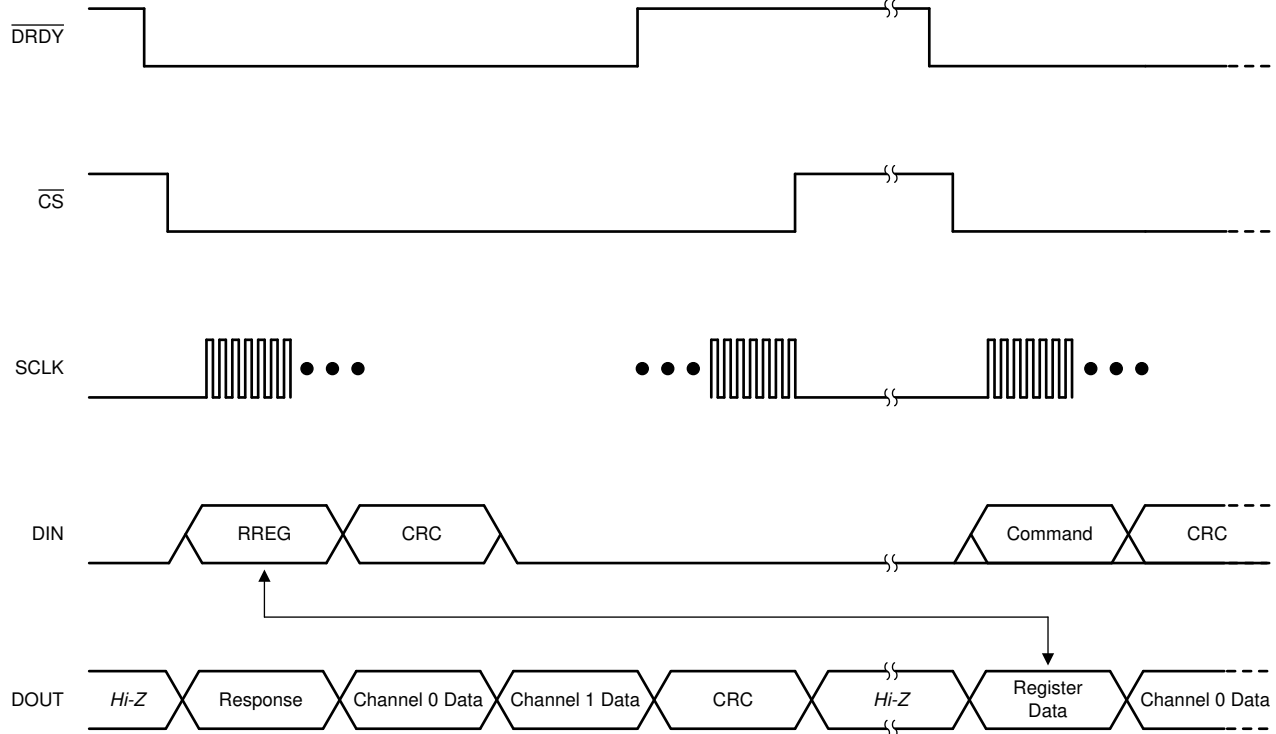 DRDY
CS
SCLK
DIN
RREG
CRC
Command
CRC
DOUT
Hi-Z
Response
Channel 0 Data
Channel 1 Data
CRC
Hi-Z
Register
Data
Channel 0 Data